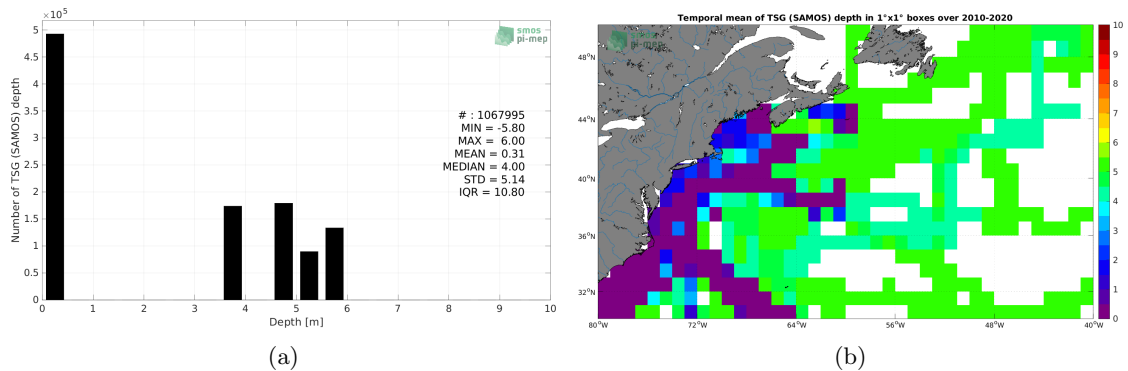 ×10^5
5
4.5
4
3.5
3
2.5
2
1.5
1
0.5
0
Number of TSG (SAMOS) depth
smos
pi-mep
# : 1067995
MIN = -5.80
MAX = 6.00
MEAN = 0.31
MEDIAN = 4.00
STD = 5.14
IQR = 10.80
0 1 2 3 4 5 6 7 8 9 10
Depth [m]
(a)
Temporal mean of TSG (SAMOS) depth in 1°x1° boxes over 2010-2020
smos
pi-mep
48°N
44°N
40°N
36°N
32°N
80°W 72°W 64°W 56°W 48°W 40°W
10
9
8
7
6
5
4
3
2
1
0
(b)